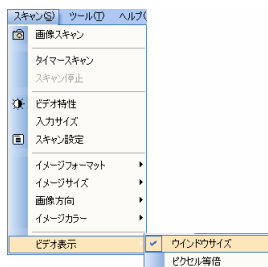 スキャン(S) ツール(T) ヘルプ(
画像スキャン
タイマースキャン
スキャン停止
ビデオ特性
入力サイズ
スキャン設定
イメージフォーマット
イメージサイズ
画像方向
イメージカラー
ビデオ表示
ウインドウサイズ
ピクセル等倍